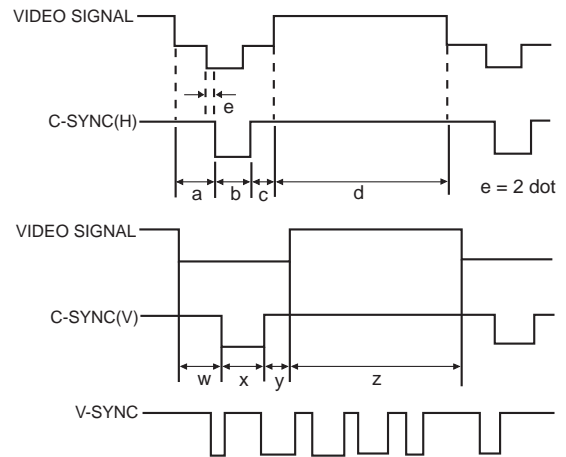 VIDEO SIGNAL
e
C-SYNC(H)
a b c d
e = 2 dot
VIDEO SIGNAL
C-SYNC(V)
w x y z
V-SYNC